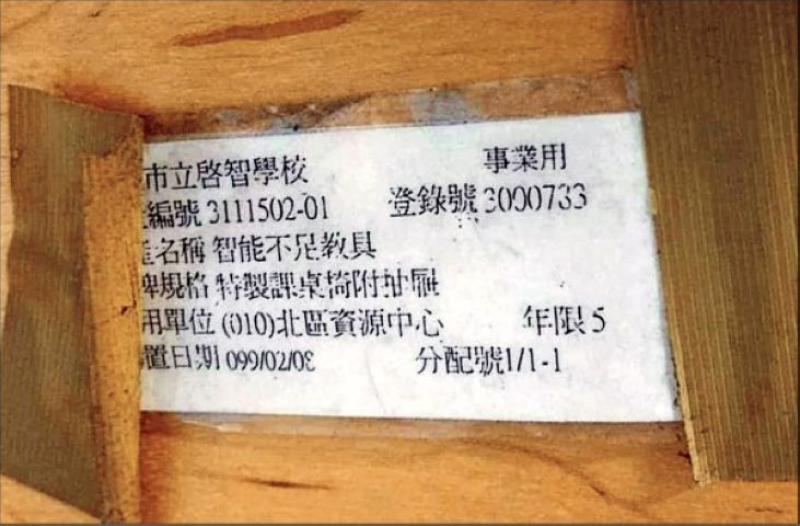 市立啓智學校 事業用
編號 3111502-01 登錄號 3000733
名稱 智能不足教具
規格 特製課桌椅附抽屜
用單位 (010)北區資源中心 年限 5
置日期 099/02/0 分配號1/1-1